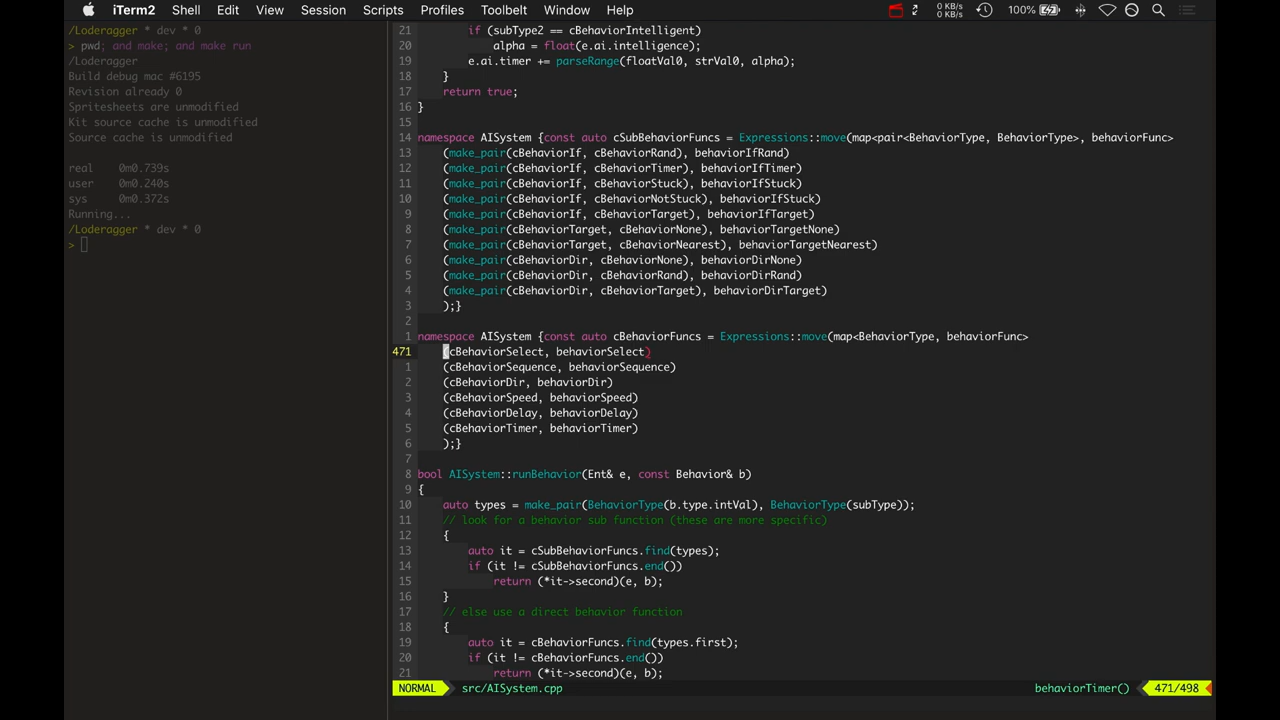 iTerm2 Shell Edit View Session Scripts Profiles Toolbelt Window Help 0 KB/s 0 KB/s 100%
/Loderagger * dev * 0
> pwd; and make; and make run
/Loderagger
Build debug mac #6195
Revision already 0
Spritesheets are unmodified
Kit source cache is unmodified
Source cache is unmodified
real 0m0.739s
user 0m0.240s
sys 0m0.372s
Running...
/Loderagger * dev * 0
>
21 if (subType2 == cBehaviorIntelligent)
20 alpha = float(e.ai.intelligence);
19 e.ai.timer += parseRange(floatVal0, strVal0, alpha);
18 }
17 return true;
16 }
15
14 namespace AISystem {const auto cSubBehaviorFuncs = Expressions::move(map<pair<BehaviorType, BehaviorType>, behaviorFunc>
13 (make_pair(cBehaviorIf, cBehaviorRand), behaviorIfRand)
12 (make_pair(cBehaviorIf, cBehaviorTimer), behaviorIfTimer)
11 (make_pair(cBehaviorIf, cBehaviorStuck), behaviorIfStuck)
10 (make_pair(cBehaviorIf, cBehaviorNotStuck), behaviorIfStuck)
9 (make_pair(cBehaviorIf, cBehaviorTarget), behaviorIfTarget)
8 (make_pair(cBehaviorTarget, cBehaviorNone), behaviorTargetNone)
7 (make_pair(cBehaviorTarget, cBehaviorNearest), behaviorTargetNearest)
6 (make_pair(cBehaviorDir, cBehaviorNone), behaviorDirNone)
5 (make_pair(cBehaviorDir, cBehaviorRand), behaviorDirRand)
4 (make_pair(cBehaviorDir, cBehaviorTarget), behaviorDirTarget)
3 );}
2
1 namespace AISystem {const auto cBehaviorFuncs = Expressions::move(map<BehaviorType, behaviorFunc>
471 (cBehaviorSelect, behaviorSelect)
1 (cBehaviorSequence, behaviorSequence)
2 (cBehaviorDir, behaviorDir)
3 (cBehaviorSpeed, behaviorSpeed)
4 (cBehaviorDelay, behaviorDelay)
5 (cBehaviorTimer, behaviorTimer)
6 );}
7
8 bool AISystem::runBehavior(Ent& e, const Behavior& b)
9 {
10 auto types = make_pair(BehaviorType(b.type.intVal), BehaviorType(subType));
11 // look for a behavior sub function (these are more specific)
12 {
13 auto it = cSubBehaviorFuncs.find(types);
14 if (it != cSubBehaviorFuncs.end())
15 return (*it->second)(e, b);
16 }
17 // else use a direct behavior function
18 {
19 auto it = cBehaviorFuncs.find(types.first);
20 if (it != cBehaviorFuncs.end())
21 return (*it->second)(e, b);
NORMAL src/AISystem.cpp behaviorTimer() 471/498